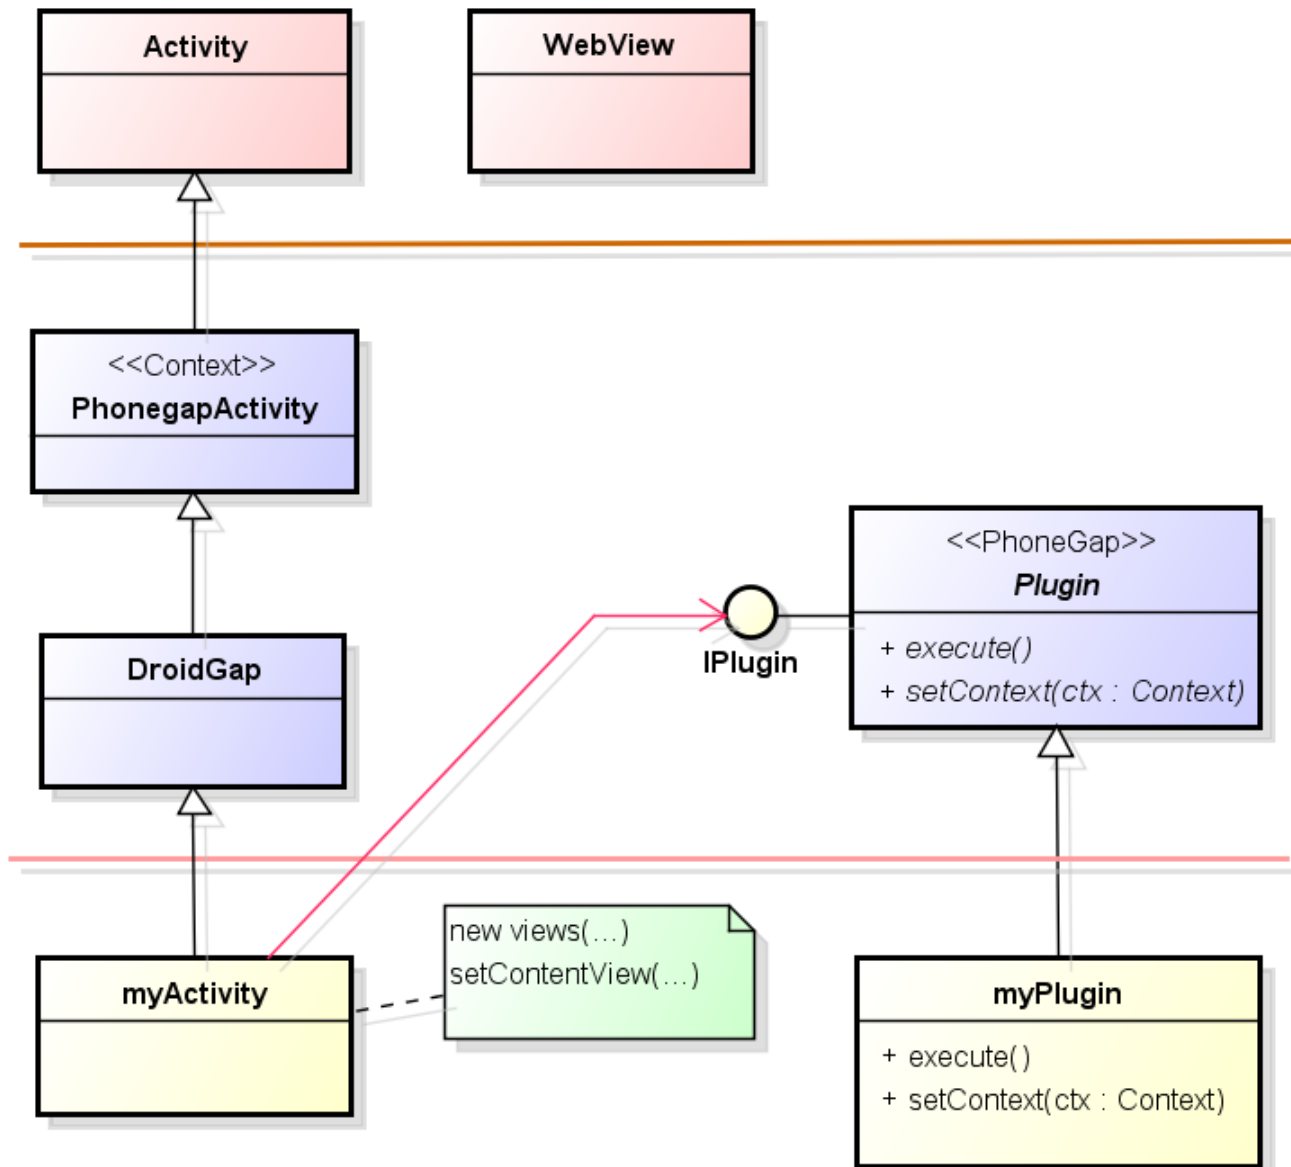 Activity
WebView
<<Context>>
PhonegapActivity
<<PhoneGap>>
Plugin
+ execute()
+ setContext(ctx : Context)
IPlugin
DroidGap
new views(...)
setContentView(...)
myActivity
myPlugin
+ execute()
+ setContext(ctx : Context)